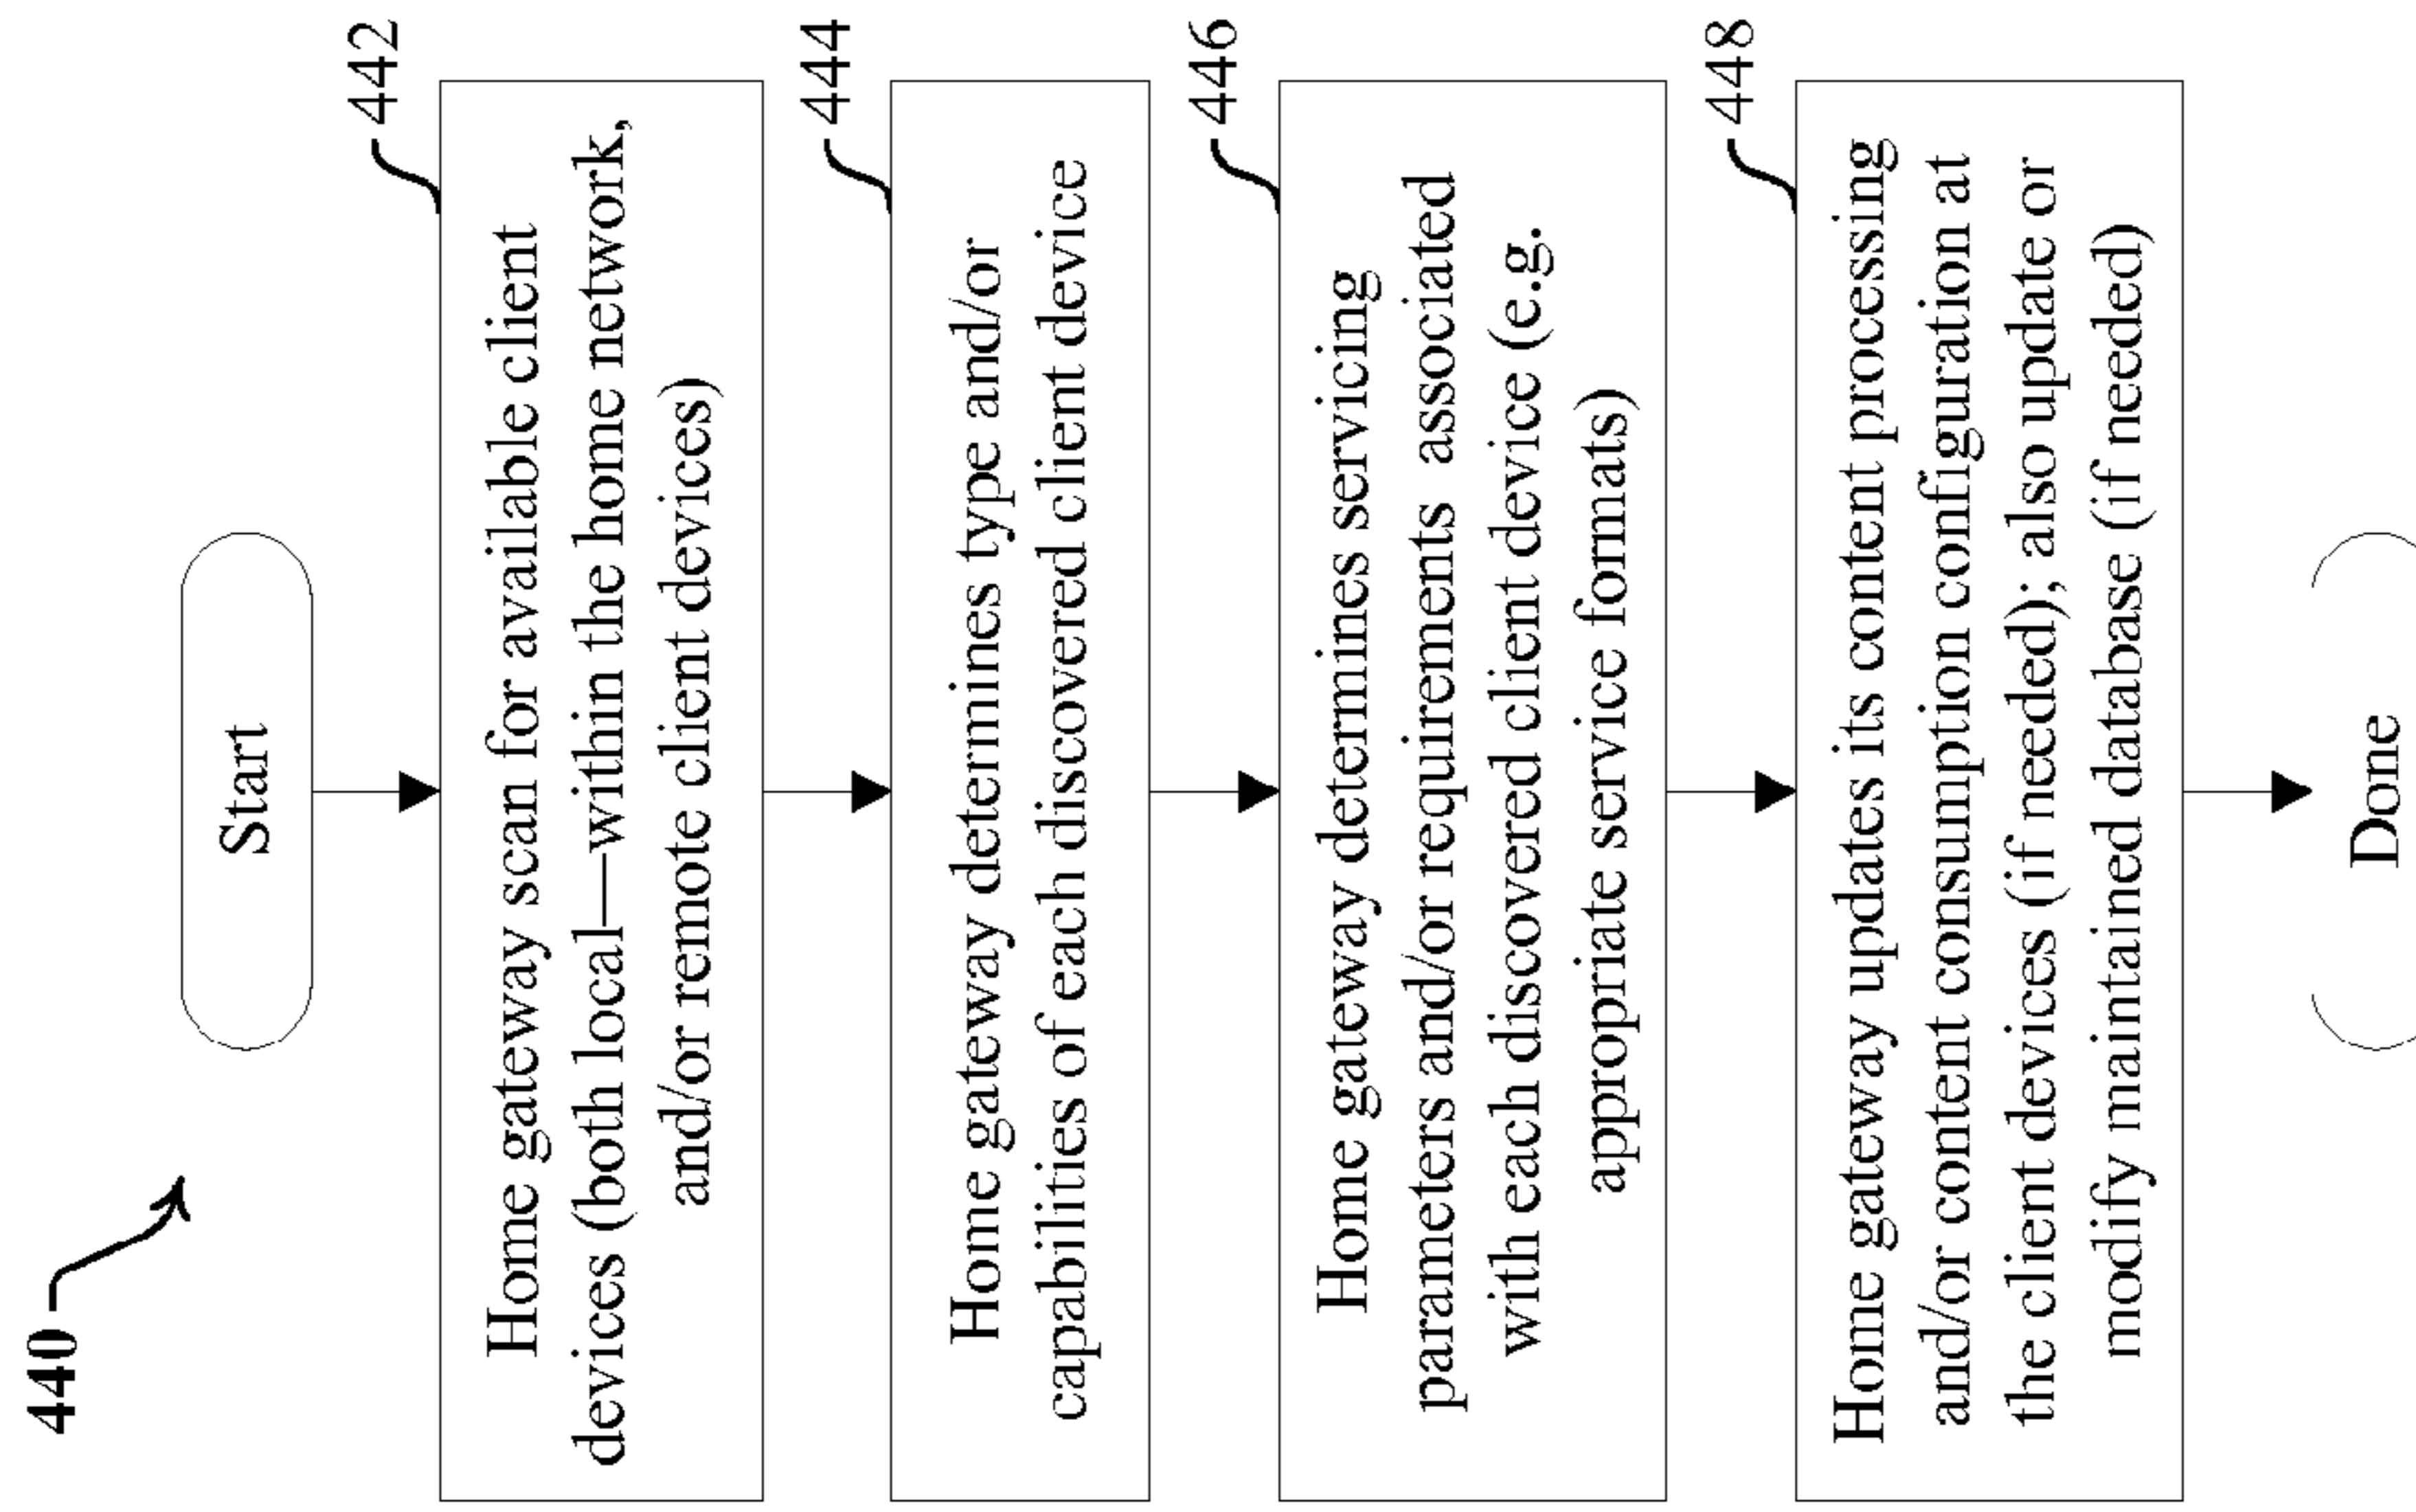 440
Start
442
Home gateway scan for available client
devices (both local—within the home network,
and/or remote client devices)
444
Home gateway determines type and/or
capabilities of each discovered client device
446
Home gateway determines servicing
parameters and/or requirements associated
with each discovered client device (e.g.
appropriate service formats)
448
Home gateway updates its content processing
and/or content consumption configuration at
the client devices (if needed); also update or
modify maintained database (if needed)
Done